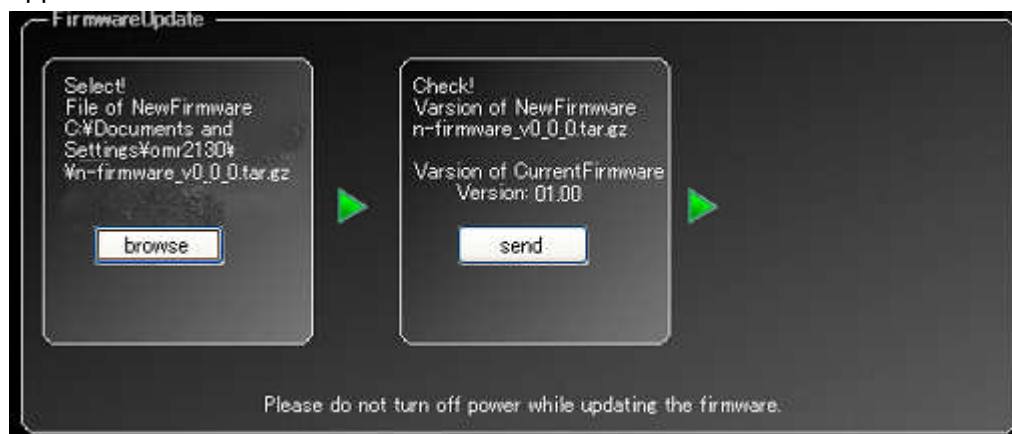 FirmwareUpdate
Select!
File of NewFirmware
C:¥Documents and
Settings¥omr2130¥
¥n-firmware_v0_0_0.tar.gz
browse
Check!
Varsion of NewFirmware
n-firmware_v0_0_0.tar.gz
Varsion of CurrentFirmware
Version: 01.00
send
Please do not turn off power while updating the firmware.